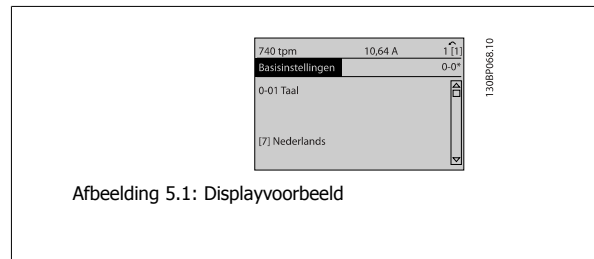 740 tpm 10,64 A 1 [1]
Basisinstellingen 0-0*
0-01 Taal
[7] Nederlands
130BP068.10
Afbeelding 5.1: Displayvoorbeeld